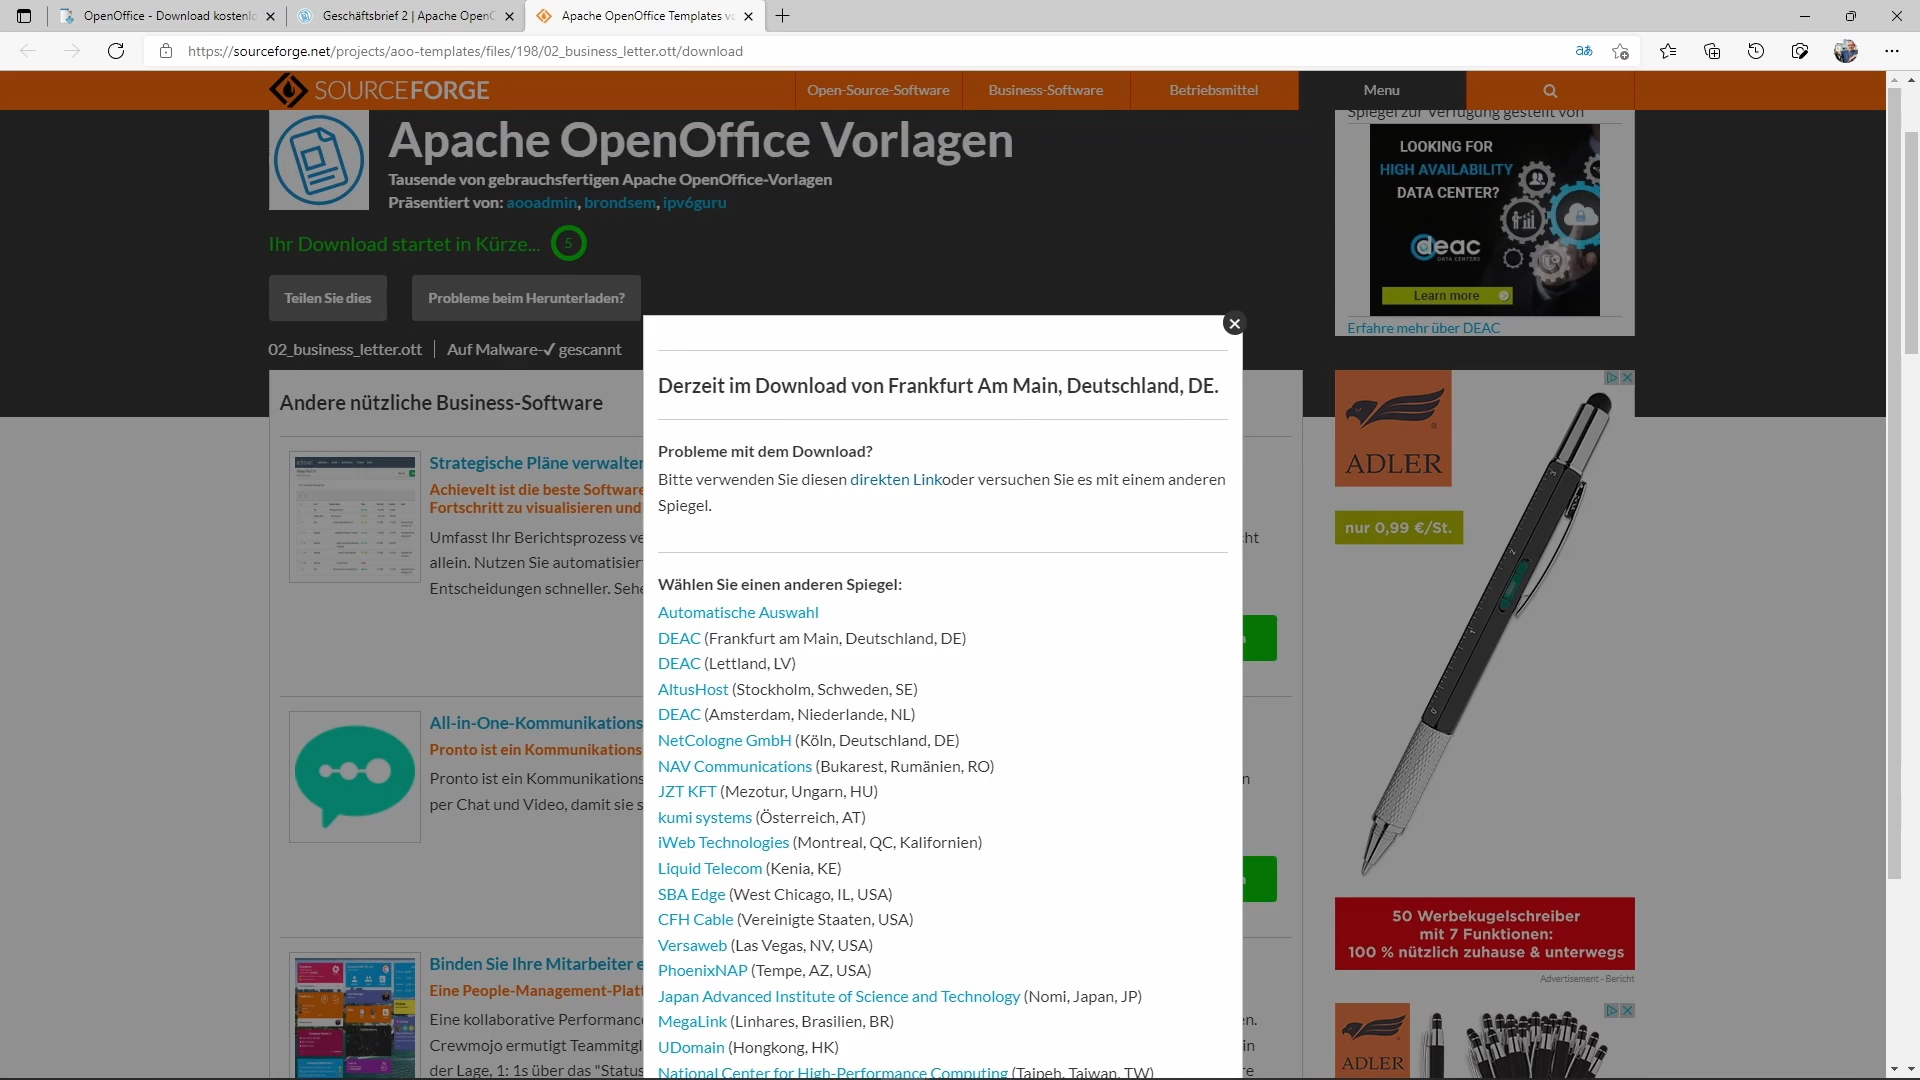 OpenOffice - Download kostenlo
Geschäftsbrief 2 | Apache OpenO
Apache OpenOffice Templates vo
https://sourceforge.net/projects/aoo-templates/files/198/02_business_letter.ott/download
SOURCEFORGE
Open-Source-Software
Business-Software
Betriebsmittel
Menu
Apache OpenOffice Vorlagen
Tausende von gebrauchsfertigen Apache OpenOffice-Vorlagen
Präsentiert von: aooadmin, brondsem, ipv6guru
Ihr Download startet in Kürze... 5
Teilen Sie dies
Probleme beim Herunterladen?
02_business_letter.ott
Auf Malware-✓ gescannt
Spiegel zur Verfügung gestellt von
LOOKING FOR
HIGH AVAILABILITY
DATA CENTER?
deac
DATA CENTERS
Learn more
Erfahre mehr über DEAC
Andere nützliche Business-Software
Strategische Pläne verwalten
Achievelt ist die beste Software
Fortschritt zu visualisieren und
Umfasst Ihr Berichtsprozess ve
ht
allein. Nutzen Sie automatisier
Entscheidungen schneller. Sehe
All-in-One-Kommunikations
Pronto ist ein Kommunikations
Pronto ist ein Kommunikations
n
per Chat und Video, damit sie s
Binden Sie Ihre Mitarbeiter e
Eine People-Management-Platt
Eine kollaborative Performance
en.
Crewmojo ermutigt Teammitgl
in
der Lage, 1: 1s über das "Status
re
Derzeit im Download von Frankfurt Am Main, Deutschland, DE.
Probleme mit dem Download?
Bitte verwenden Sie diesen direkten Linkoder versuchen Sie es mit einem anderen
Spiegel.
Wählen Sie einen anderen Spiegel:
Automatische Auswahl
DEAC (Frankfurt am Main, Deutschland, DE)
DEAC (Lettland, LV)
AltusHost (Stockholm, Schweden, SE)
DEAC (Amsterdam, Niederlande, NL)
NetCologne GmbH (Köln, Deutschland, DE)
NAV Communications (Bukarest, Rumänien, RO)
JZT KFT (Mezotur, Ungarn, HU)
kumi systems (Österreich, AT)
iWeb Technologies (Montreal, QC, Kalifornien)
Liquid Telecom (Kenia, KE)
SBA Edge (West Chicago, IL, USA)
CFH Cable (Vereinigte Staaten, USA)
Versaweb (Las Vegas, NV, USA)
PhoenixNAP (Tempe, AZ, USA)
Japan Advanced Institute of Science and Technology (Nomi, Japan, JP)
MegaLink (Linhares, Brasilien, BR)
UDomain (Hongkong, HK)
National Center for High-Performance Computing (Taipeh, Taiwan, TW)
ADLER
nur 0,99 €/St.
50 Werbekugelschreiber
mit 7 Funktionen:
100 % nützlich zuhause & unterwegs
Advertisement - Bericht
ADLER